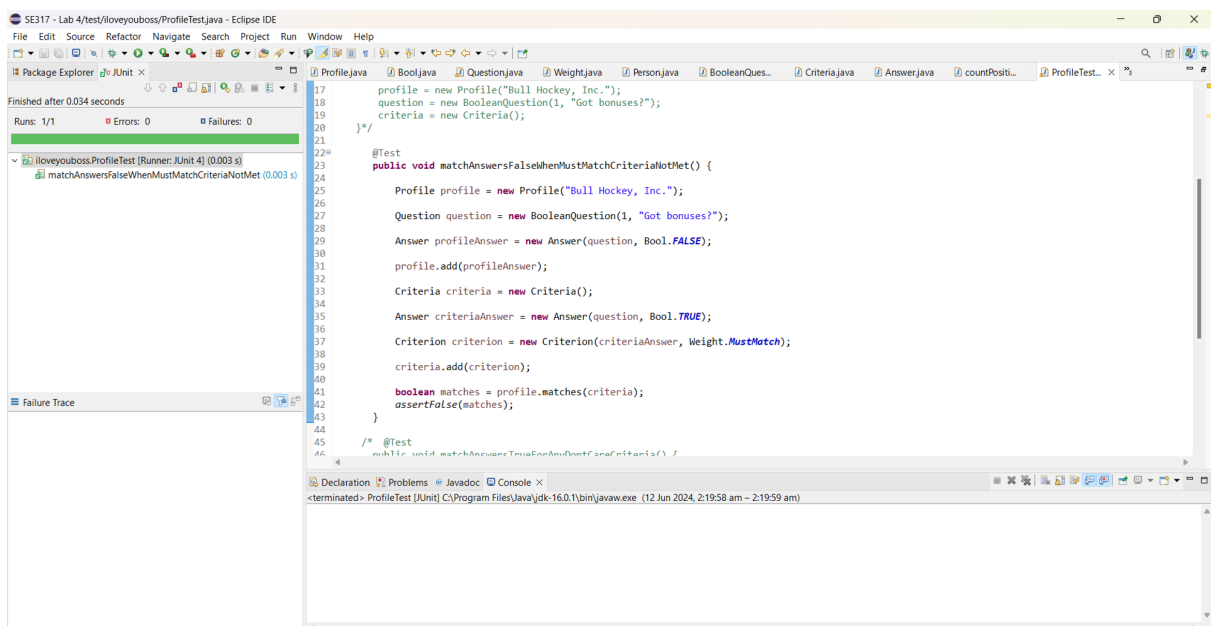 SE317 - Lab 4/test/iloveyouboss/ProfileTest.java - Eclipse IDE
File Edit Source Refactor Navigate Search Project Run Window Help
Package Explorer JUnit
Finished after 0.034 seconds
Runs: 1/1 Errors: 0 Failures: 0
iloveyouboss.ProfileTest [Runner: JUnit 4] (0.003 s)
matchAnswersFalseWhenMustMatchCriteriaNotMet (0.003 s)
Failure Trace
Profile.java Bool.java Question.java Weight.java Person.java BooleanQues... Criteria.java Answer.java countPositi... ProfileTest... 3
17 profile = new Profile("Bull Hockey, Inc.");
18 question = new BooleanQuestion(1, "Got bonuses?");
19 criteria = new Criteria();
20 }*/
21
22 @Test
23 public void matchAnswersFalseWhenMustMatchCriteriaNotMet() {
24
25 Profile profile = new Profile("Bull Hockey, Inc.");
26
27 Question question = new BooleanQuestion(1, "Got bonuses?");
28
29 Answer profileAnswer = new Answer(question, Bool.FALSE);
30
31 profile.add(profileAnswer);
32
33 Criteria criteria = new Criteria();
34
35 Answer criteriaAnswer = new Answer(question, Bool.TRUE);
36
37 Criterion criterion = new Criterion(criteriaAnswer, Weight.MustMatch);
38
39 criteria.add(criterion);
40
41 boolean matches = profile.matches(criteria);
42 assertFalse(matches);
43 }
44
45 /* @Test
46 public void matchAnswersTrueForAnyDontCareCriteria() {
Declaration Problems Javadoc Console
<terminated> ProfileTest [JUnit] C:\Program Files\Java\jdk-16.0.1\bin\javaw.exe (12 Jun 2024, 2:19:58 am – 2:19:59 am)